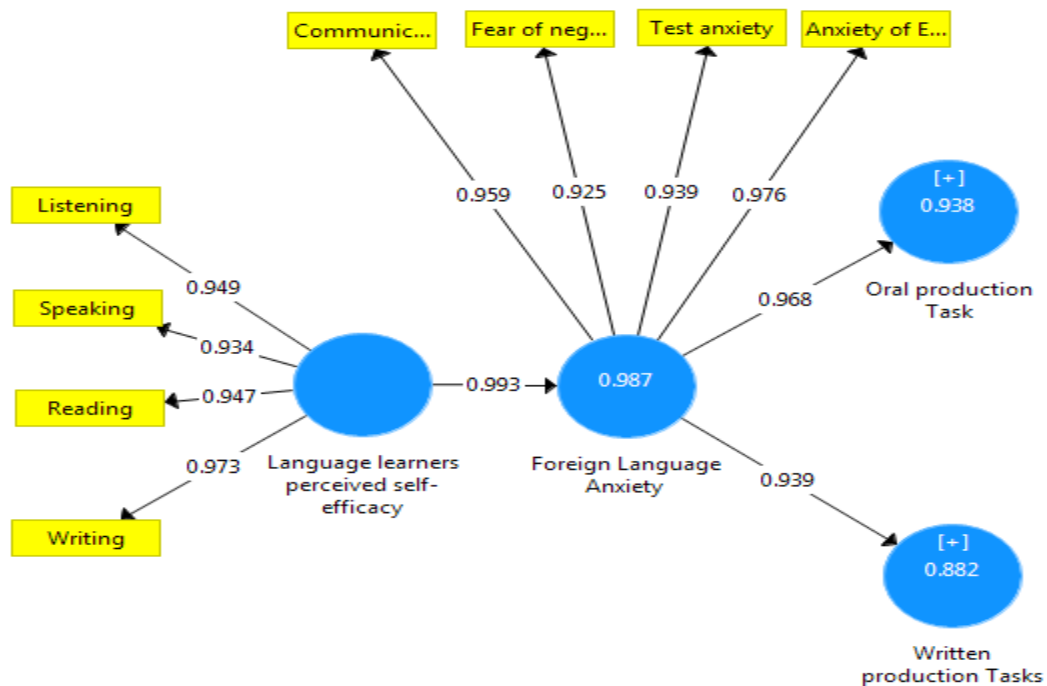 Communic...
Fear of neg...
Test anxiety
Anxiety of E...
0.959
0.925
0.939
0.976
[+]
0.938
Oral production
Task
0.968
Listening
0.949
Speaking
0.934
Reading
0.947
Writing
0.973
Language learners
perceived self-
efficacy
0.993
0.987
Foreign Language
Anxiety
0.939
[+]
0.882
Written
production Tasks